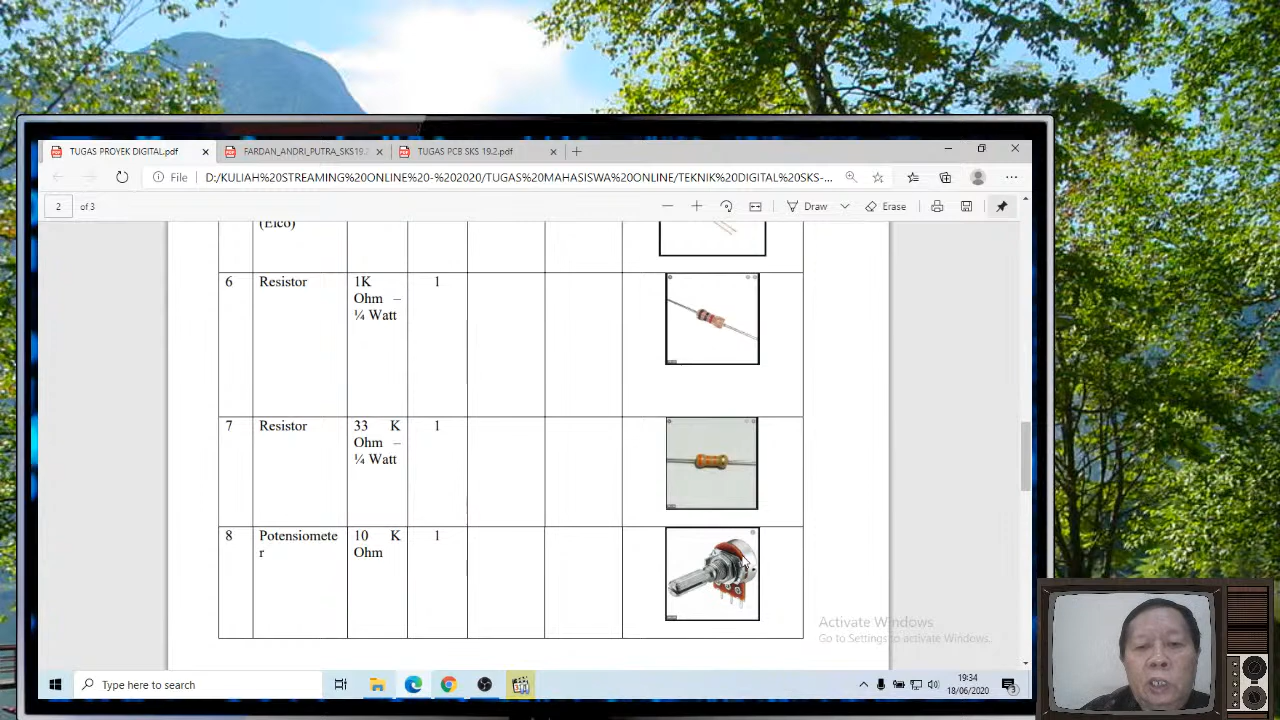 TUGAS PROYEK DIGITAL.pdf
FARDAN_ANDRI_PUTRA_SKS19.
TUGAS PCB SKS 19.2.pdf
File
D:/KULIAH%20STREAMING%20ONLINE%20-%202020/TUGAS%20MAHASISWA%20ONLINE/TEKNIK%20DIGITAL%20SKS-...
2 of 3
Draw
Erase
(Elco)
6 Resistor 1K 1
Ohm –
¼ Watt
7 Resistor 33 K 1
Ohm –
¼ Watt
8 Potensiomete 10 K 1
r Ohm
Activate Windows
Go to Settings to activate Windows.
Type here to search
19:34
18/06/2020
3